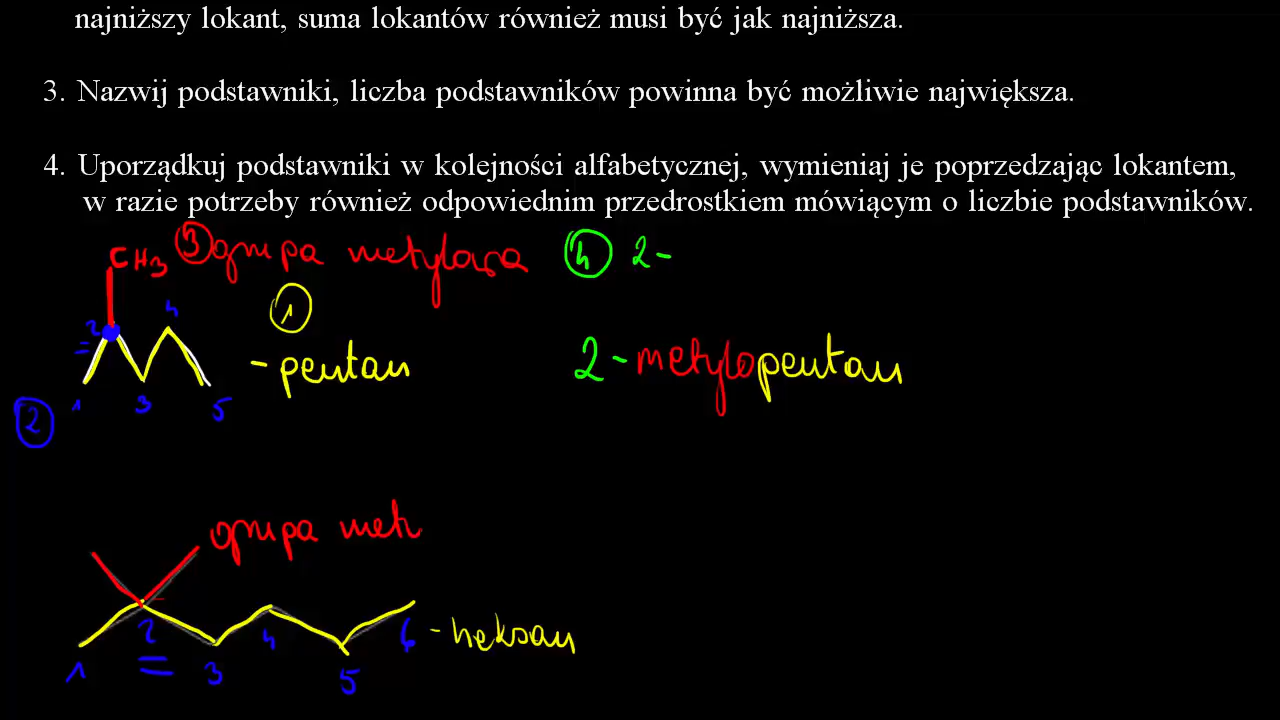 najniższy lokant, suma lokantów również musi być jak najniższa.
3. Nazwij podstawniki, liczba podstawników powinna być możliwie największa.
4. Uporządkuj podstawniki w kolejności alfabetycznej, wymieniaj je poprzedzając lokantem,
w razie potrzeby również odpowiednim przedrostkiem mówiącym o liczbie podstawników.
CH3 3 grupa metylowa 4 2-
1
2 4
- pentan 2-metylopentan
1 3 5
2
grupa met
2 4 6 - heksan
1 3 5